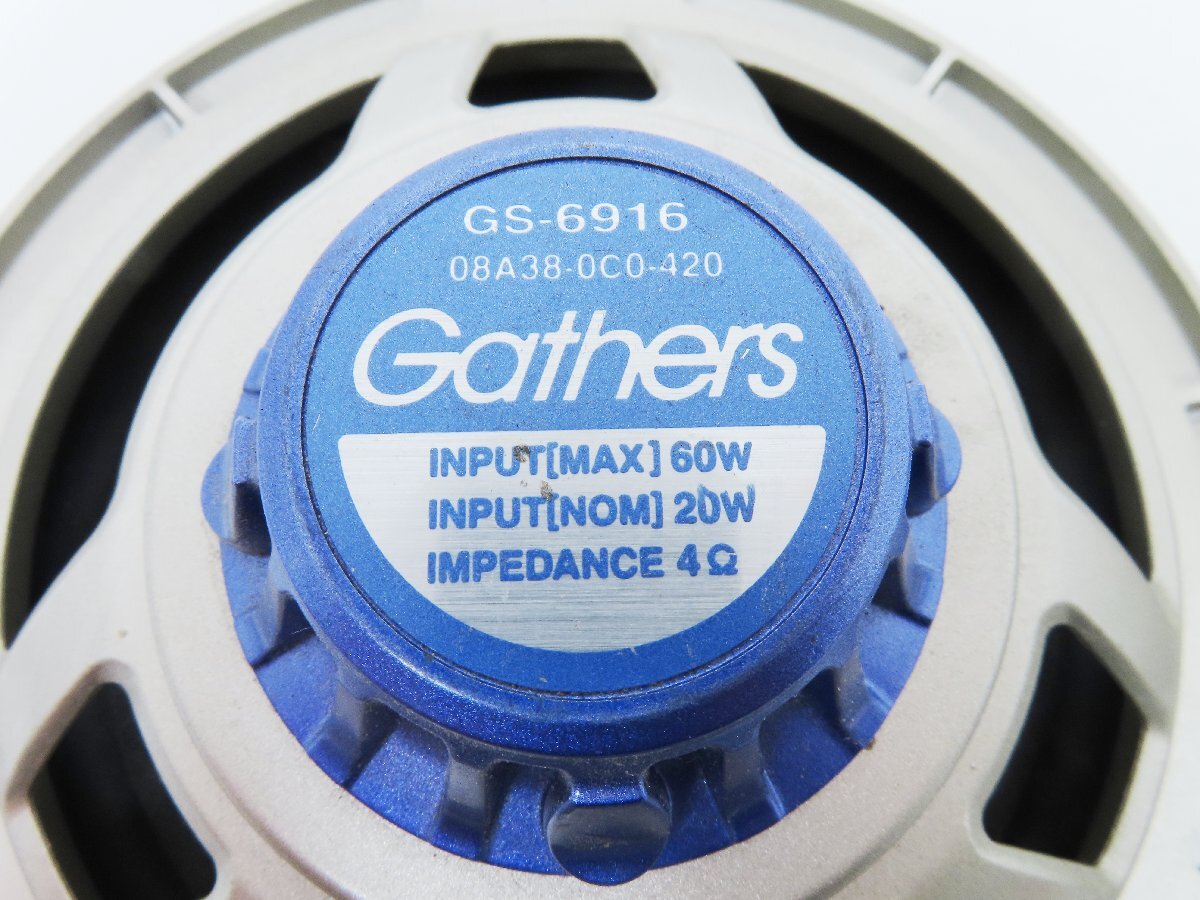 GS-6916
08A38-0C0-420
Gathers
INPUT[MAX] 60W
INPUT[NOM] 20W
IMPEDANCE 4Ω